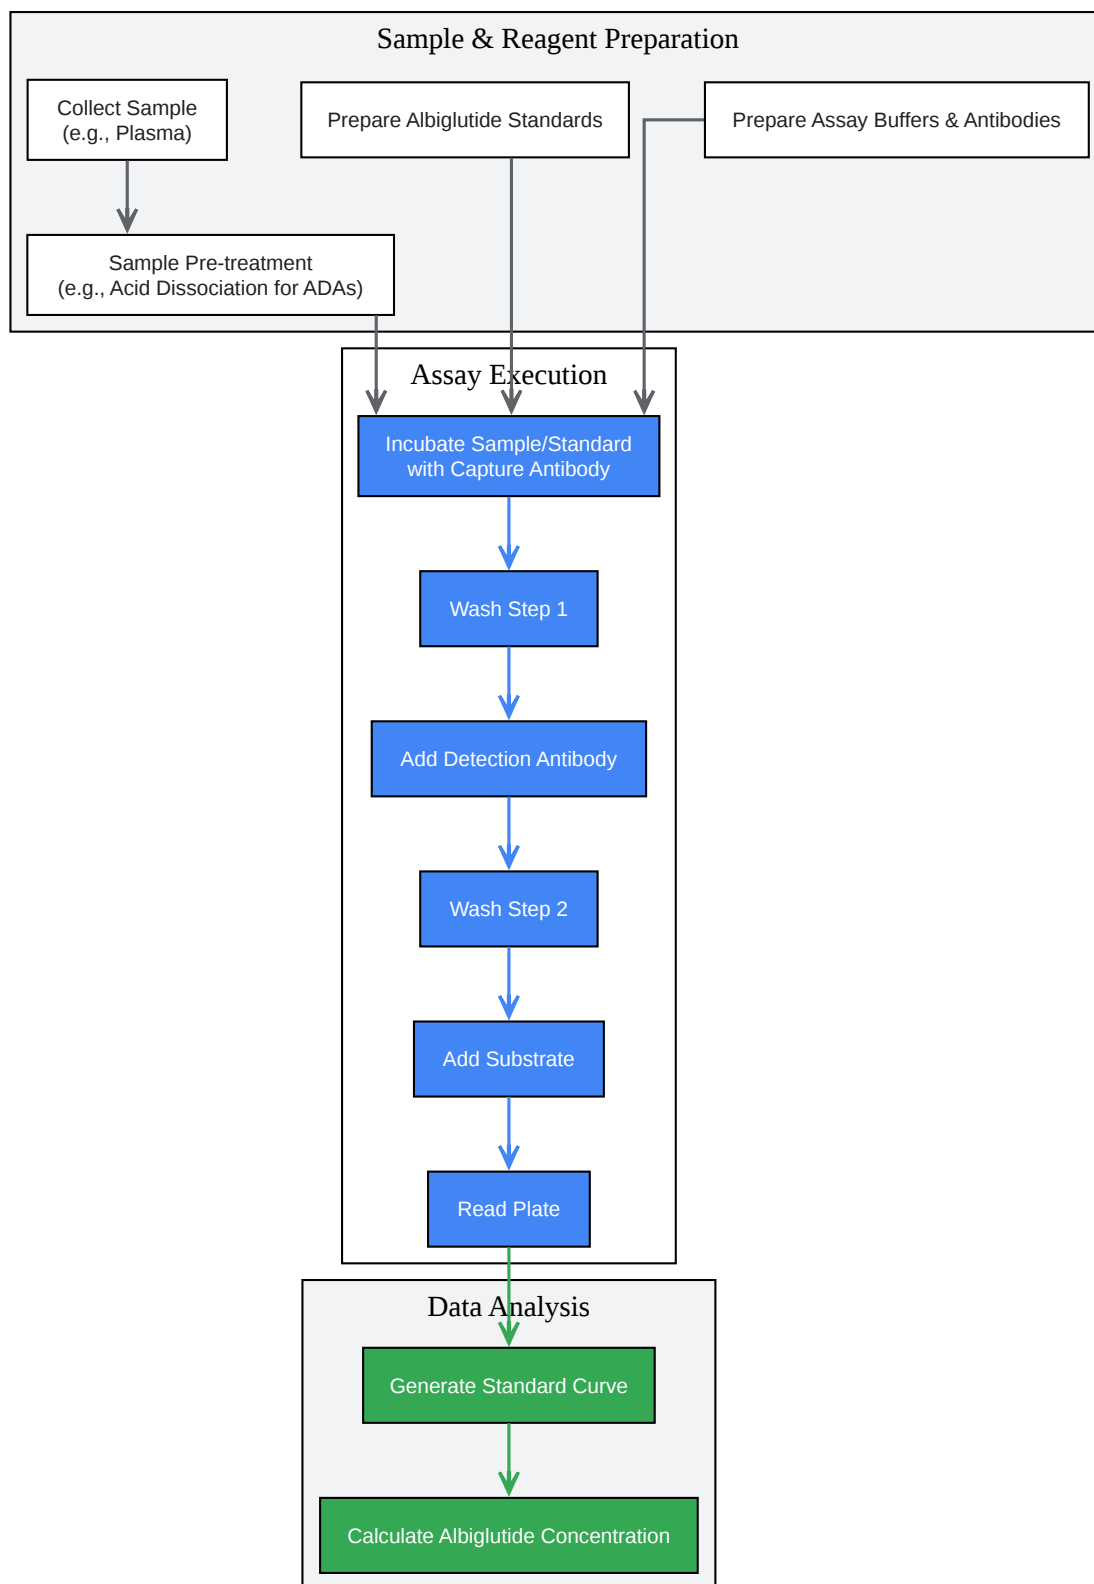 Sample & Reagent Preparation
Collect Sample
(e.g., Plasma)
Prepare Albiglutide Standards
Prepare Assay Buffers & Antibodies
Sample Pre-treatment
(e.g., Acid Dissociation for ADAs)
Assay Execution
Incubate Sample/Standard
with Capture Antibody
Wash Step 1
Add Detection Antibody
Wash Step 2
Add Substrate
Read Plate
Data Analysis
Generate Standard Curve
Calculate Albiglutide Concentration